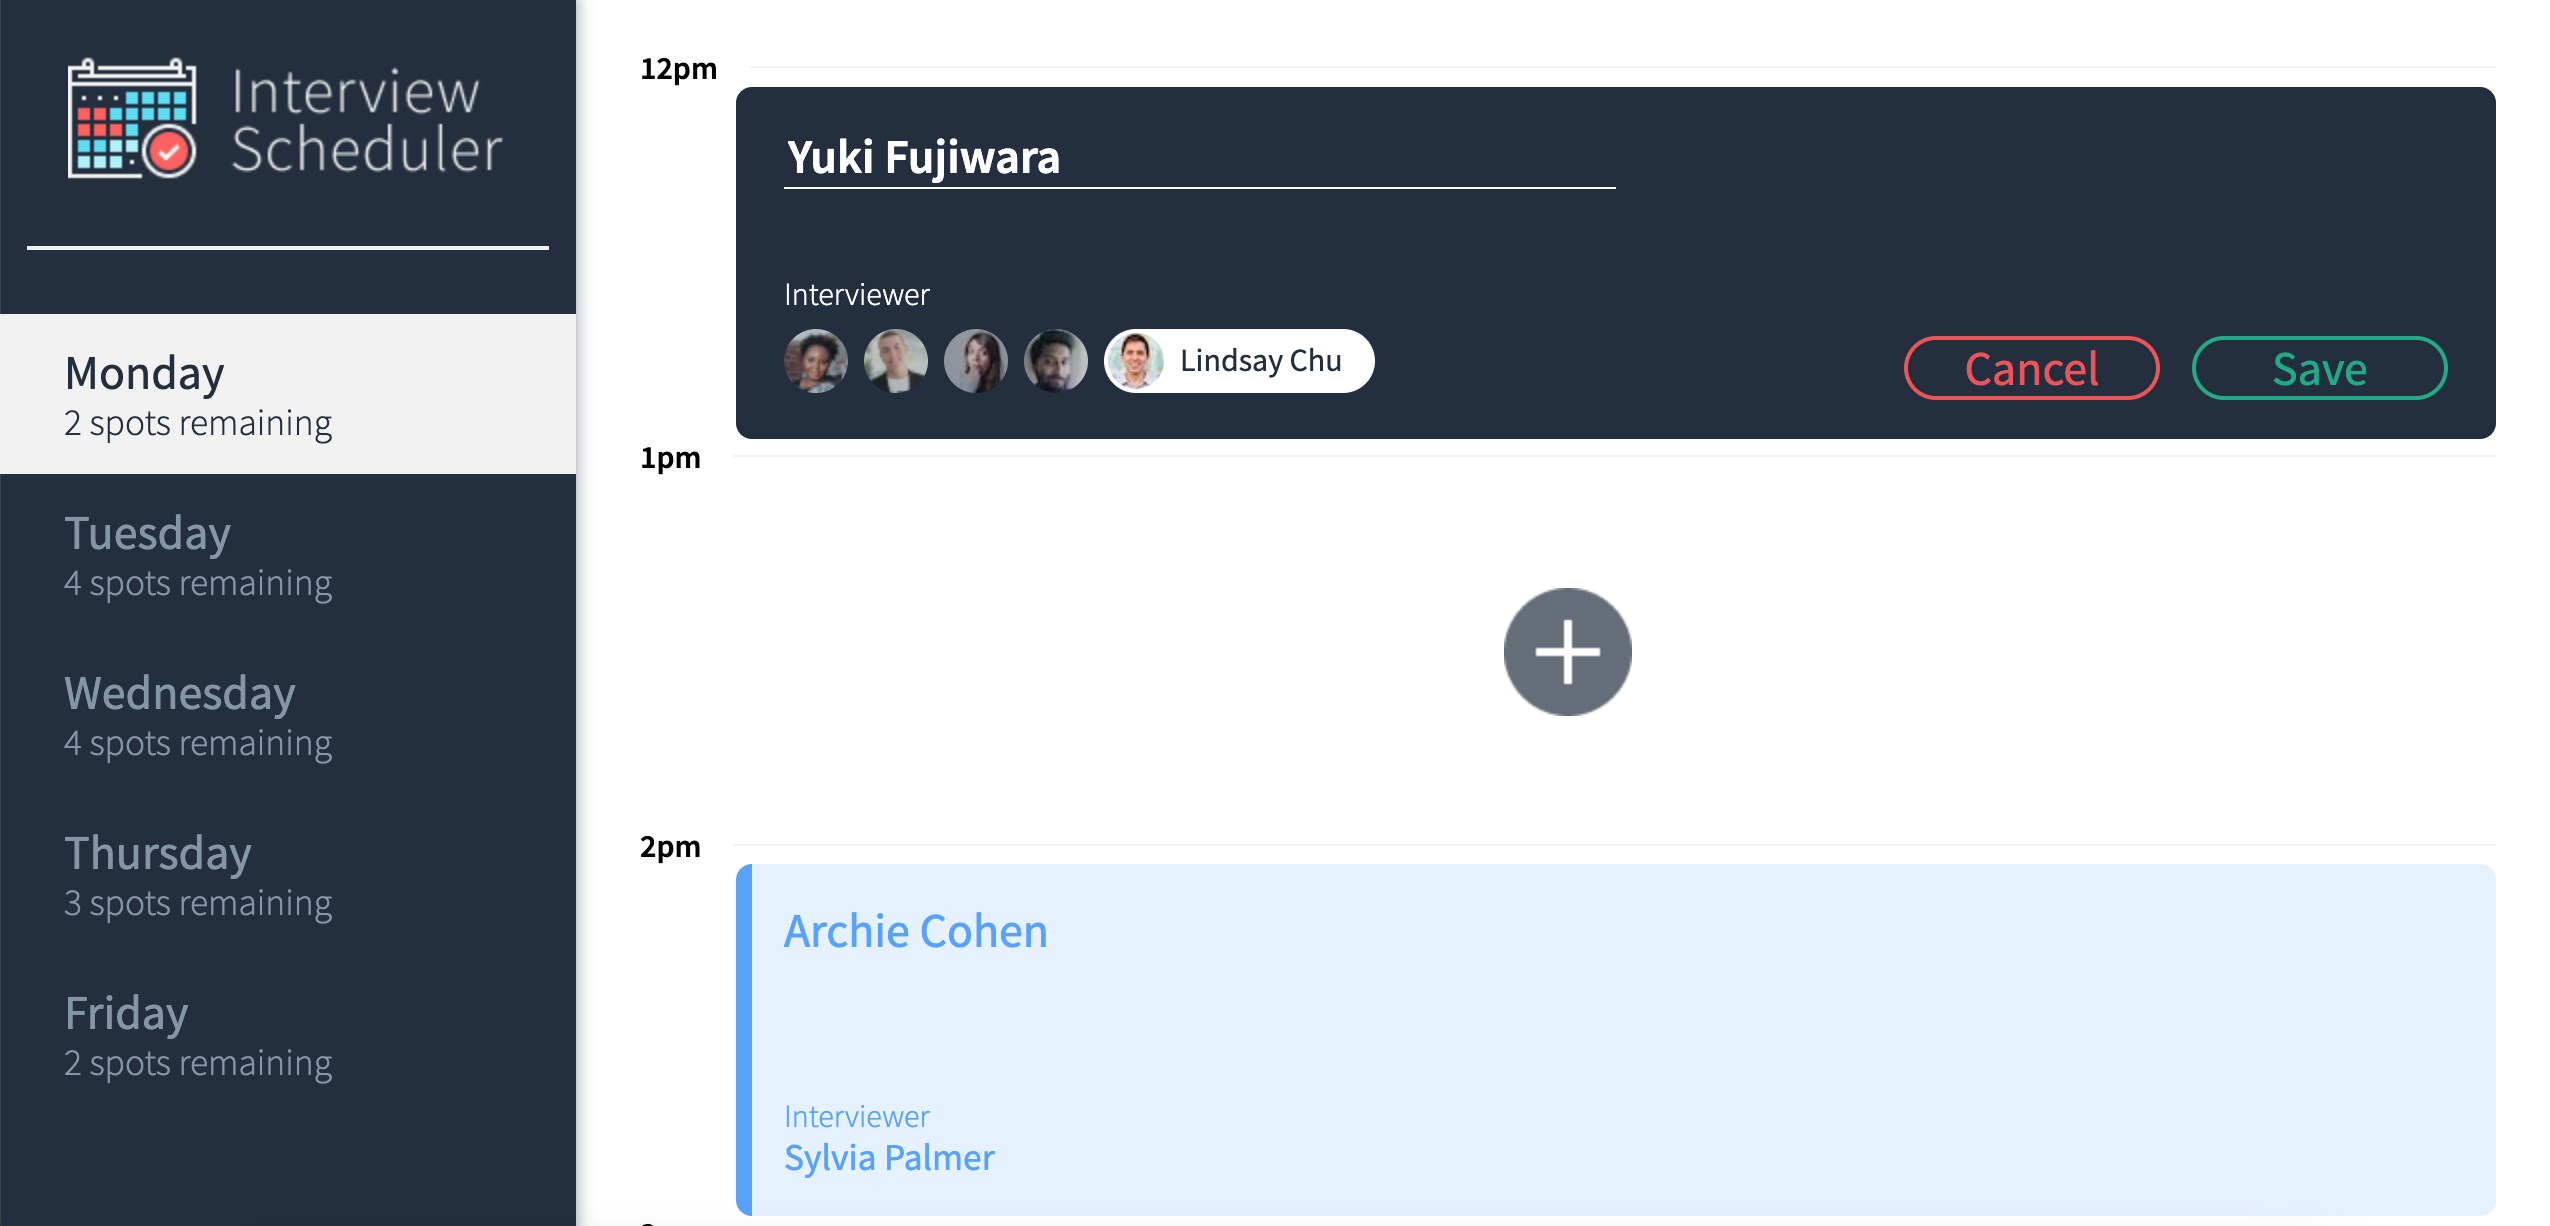 Interview
Scheduler
Monday
2 spots remaining
Tuesday
4 spots remaining
Wednesday
4 spots remaining
Thursday
3 spots remaining
Friday
2 spots remaining
12pm
Yuki Fujiwara
Interviewer
Lindsay Chu
Cancel
Save
1pm
2pm
Archie Cohen
Interviewer
Sylvia Palmer